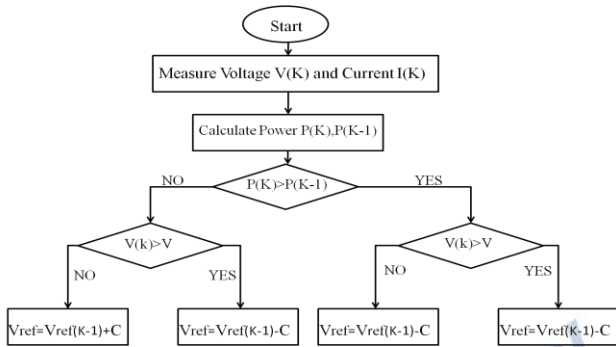 Start
Measure Voltage V(K) and Current I(K)
Calculate Power P(K),P(K-1)
NO
P(K)>P(K-1)
YES
V(k)>V
V(k)>V
NO
YES
NO
YES
Vref=Vref(K-1)+C
Vref=Vref(K-1)-C
Vref=Vref(K-1)-C
Vref=Vref(K-1)-C